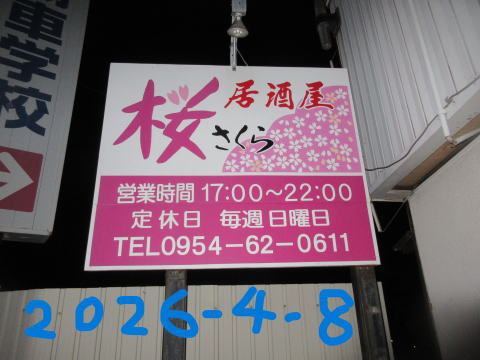 車学校
居酒屋
桜
さくら
営業時間 17:00~22:00
定休日 毎週日曜日
TEL0954-62-0611
2026-4-8